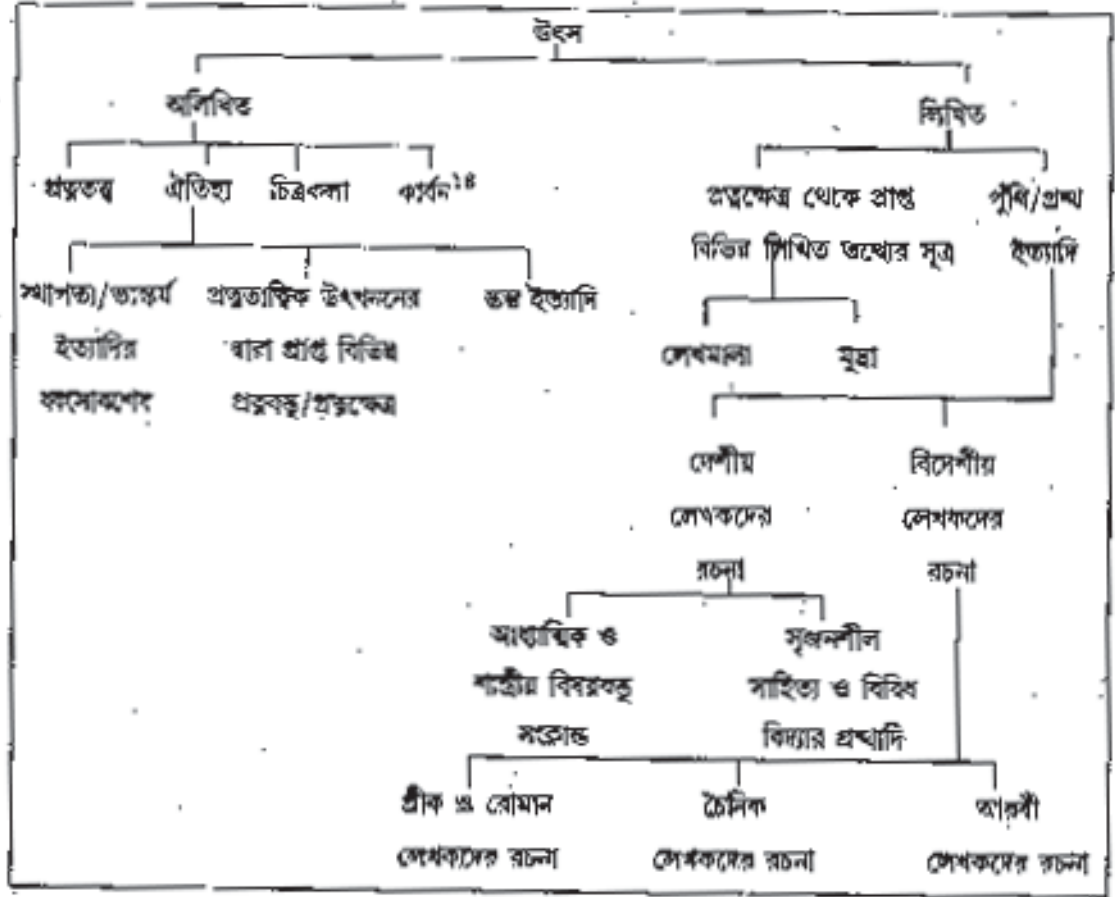 উৎস
অলিখিত
লিখিত
প্রত্নতত্ত্ব ঐতিহ্য চিত্রকলা কার্বন¹⁴
প্রত্নক্ষেত্র থেকে প্রাপ্ত
বিভিন্ন লিখিত তথ্যের সূত্র
পুঁথি/গ্রন্থ
ইত্যাদি
স্থাপত্য/ভাস্কর্য
ইত্যাদির
ধ্বংসাবশেষ
প্রত্নতাত্ত্বিক উৎখননের
দ্বারা প্রাপ্ত বিভিন্ন
প্রত্নবস্তু/প্রত্নক্ষেত্র
স্তম্ভ ইত্যাদি
লেখমালা
মুদ্রা
দেশীয়
লেখকদের
রচনা
বিদেশীয়
লেখকদের
রচনা
আধ্যাত্মিক ও
শাস্ত্রীয় বিষয়বস্তু
সংক্রান্ত
সৃজনশীল
সাহিত্য ও বিবিধ
বিদ্যার গ্রন্থাদি
গ্রীক ও রোমান
লেখকদের রচনা
চৈনিক
লেখকদের রচনা
আরবী
লেখকদের রচনা